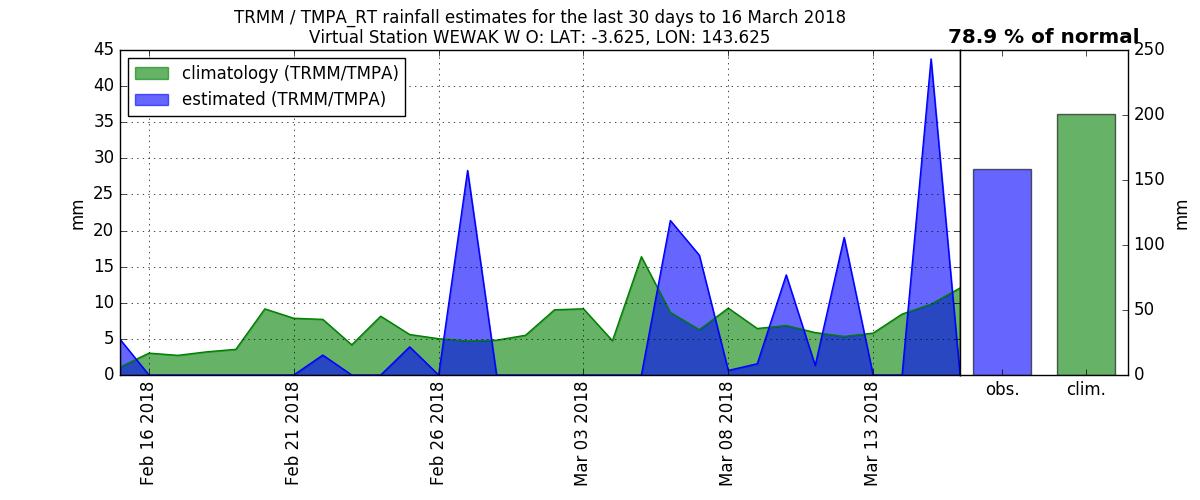 TRMM / TMPA_RT rainfall estimates for the last 30 days to 16 March 2018
Virtual Station WEWAK W O: LAT: -3.625, LON: 143.625
78.9 % of normal
climatology (TRMM/TMPA)
estimated (TRMM/TMPA)
45
40
35
30
25
20
15
10
5
0
mm
Feb 16 2018
Feb 21 2018
Feb 26 2018
Mar 03 2018
Mar 08 2018
Mar 13 2018
obs.
clim.
250
200
150
100
50
0
mm